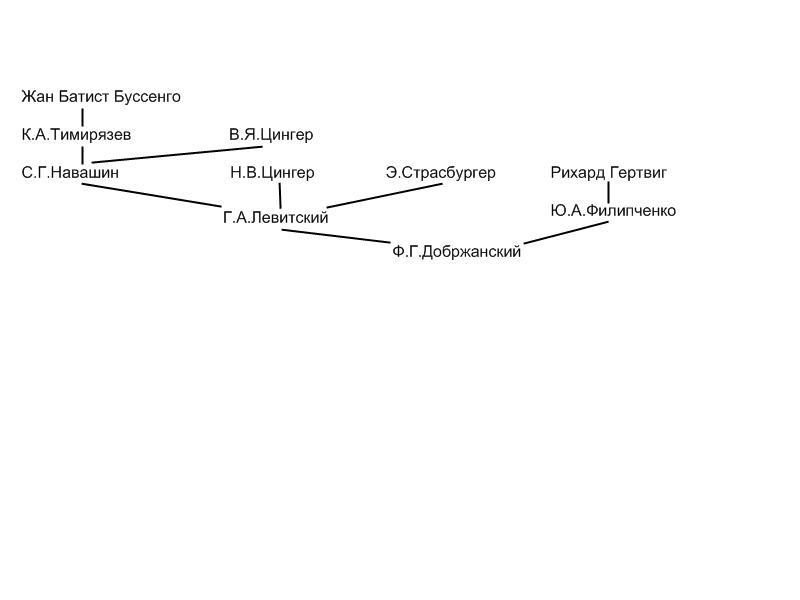 Жан Батист Буссенго
К.А.Тимирязев
В.Я.Цингер
С.Г.Навашин
Н.В.Цингер
Э.Страсбургер
Рихард Гертвиг
Г.А.Левитский
Ю.А.Филипченко
Ф.Г.Добржанский